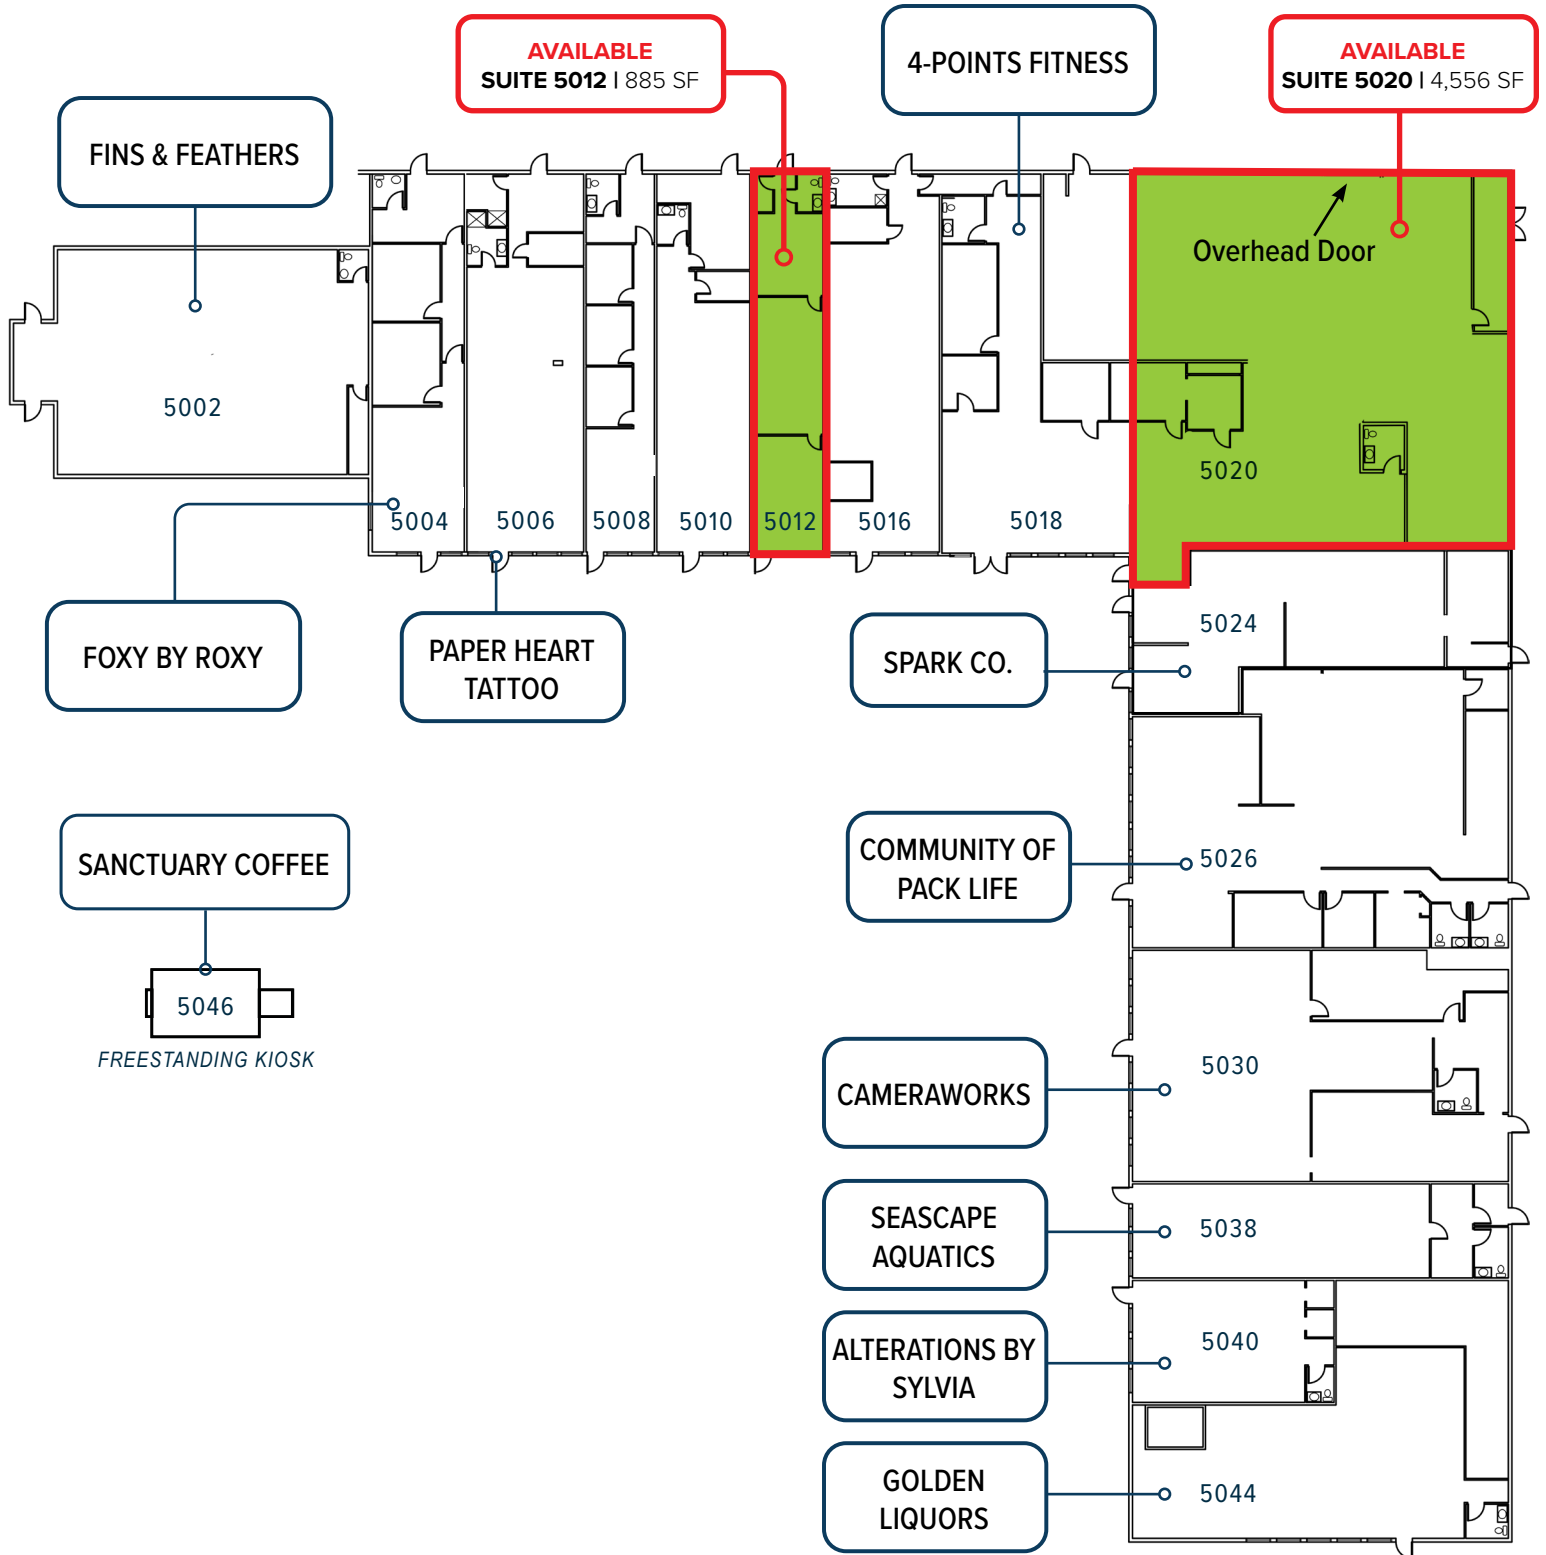 AVAILABLE
SUITE 5012 | 885 SF
4-POINTS FITNESS
AVAILABLE
SUITE 5020 | 4,556 SF
FINS & FEATHERS
Overhead Door
5002
5004
5006
5008
5010
5012
5016
5018
5020
FOXY BY ROXY
PAPER HEART
TATTOO
SPARK CO.
5024
SANCTUARY COFFEE
5046
FREESTANDING KIOSK
COMMUNITY OF
PACK LIFE
5026
CAMERAWORKS
5030
SEASCAPE
AQUATICS
5038
ALTERATIONS BY
SYLVIA
5040
GOLDEN
LIQUORS
5044